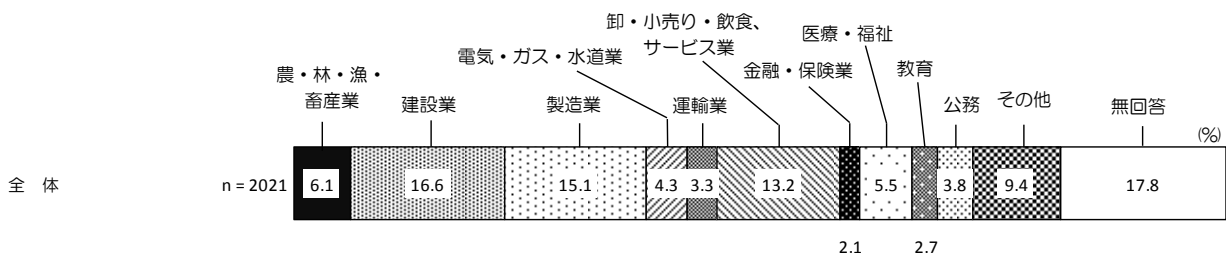 卸・小売り・飲食、
サービス業
医療・福祉
電気・ガス・水道業
金融・保険業
教育
農・林・漁・
畜産業
建設業
製造業
運輸業
公務
その他
無回答
(%)
全 体
n = 2021
6.1
16.6
15.1
4.3
3.3
13.2
5.5
3.8
9.4
17.8
2.1
2.7